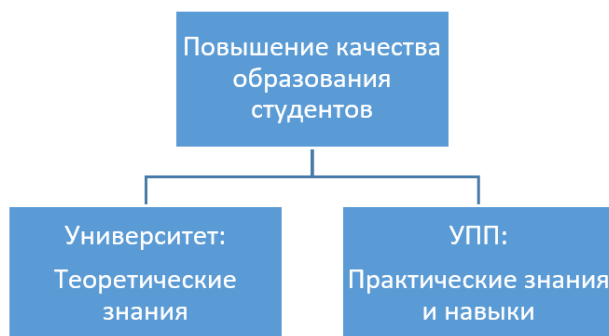 Повышение качества
образования
студентов
Университет:
Теоретические
знания
УПП:
Практические знания
и навыки